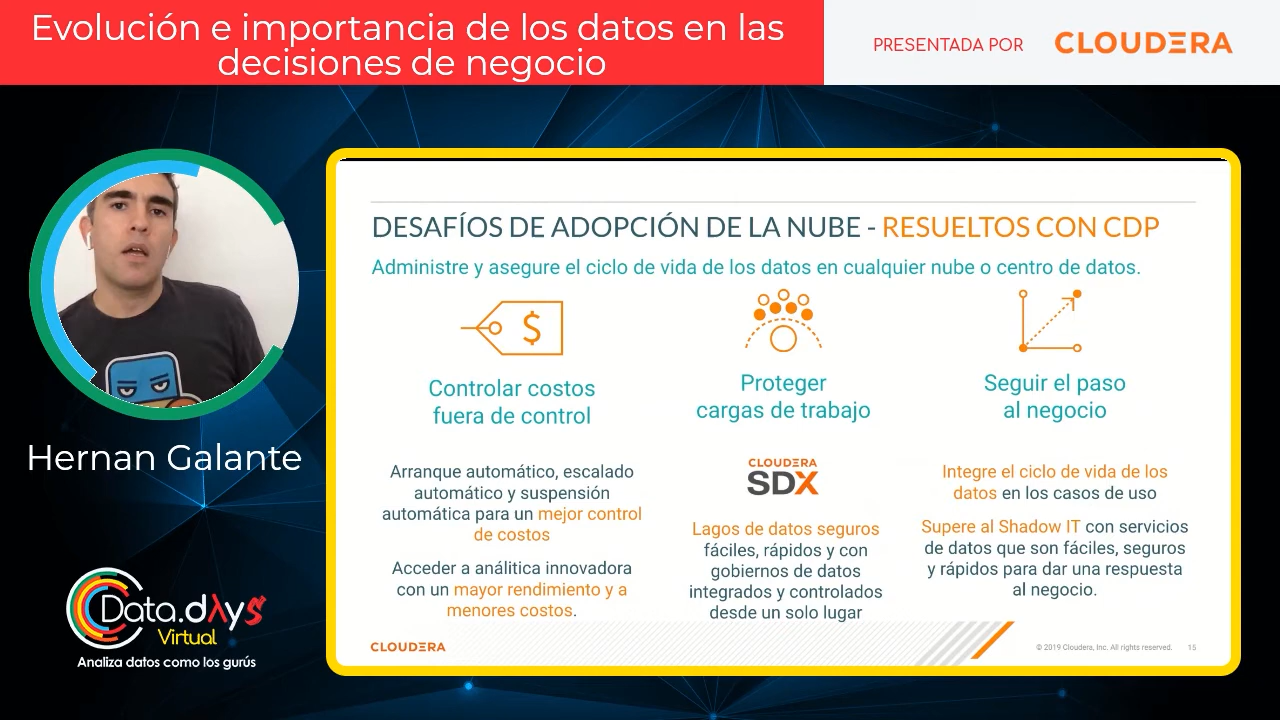 Evolución e importancia de los datos en las
decisiones de negocio
PRESENTADA POR
CLOUDERA
Hernan Galante
Data.dAys
Virtual
Analiza datos como los gurús
DESAFÍOS DE ADOPCIÓN DE LA NUBE - RESUELTOS CON CDP
Administre y asegure el ciclo de vida de los datos en cualquier nube o centro de datos.
$
Controlar costos
fuera de control
Arranque automático, escalado
automático y suspensión
automática para un mejor control
de costos
Acceder a análitica innovadora
con un mayor rendimiento y a
menores costos.
Proteger
cargas de trabajo
CLOUDERA
SDX
Lagos de datos seguros
fáciles, rápidos y con
gobiernos de datos
integrados y controlados
desde un solo lugar
Seguir el paso
al negocio
Integre el ciclo de vida de los
datos en los casos de uso
Supere al Shadow IT con servicios
de datos que son fáciles, seguros
y rápidos para dar una respuesta
al negocio.
CLOUDERA
© 2019 Cloudera, Inc. All rights reserved. 15